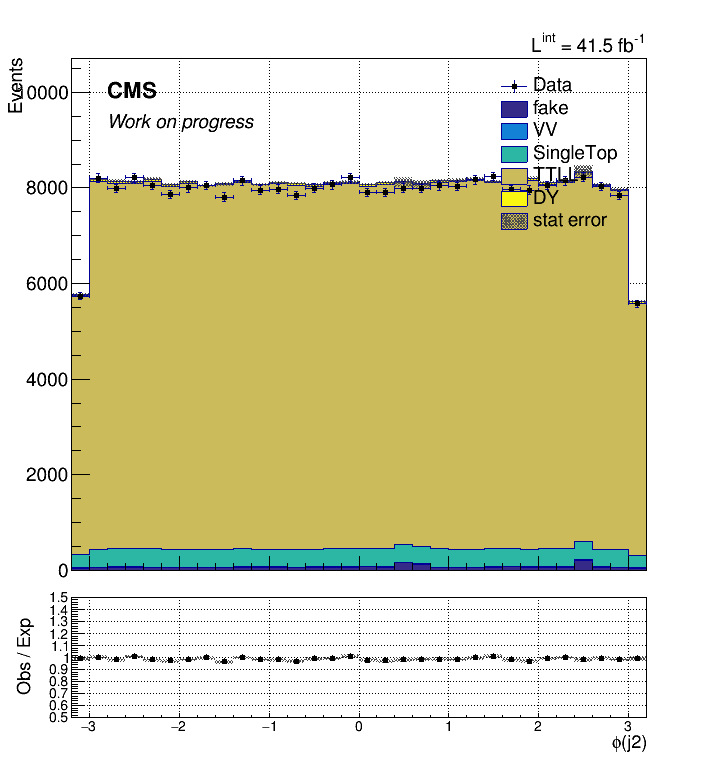 L^int = 41.5 fb^-1
Events
CMS
Work on progress
Data
fake
VV
SingleTop
TTLL
DY
stat error
0000
8000
6000
4000
2000
0
Obs / Exp
1.5
1.4
1.3
1.2
1.1
1
0.9
0.8
0.7
0.6
0.5
−3 −2 −1 0 1 2 3
ϕ(j2)